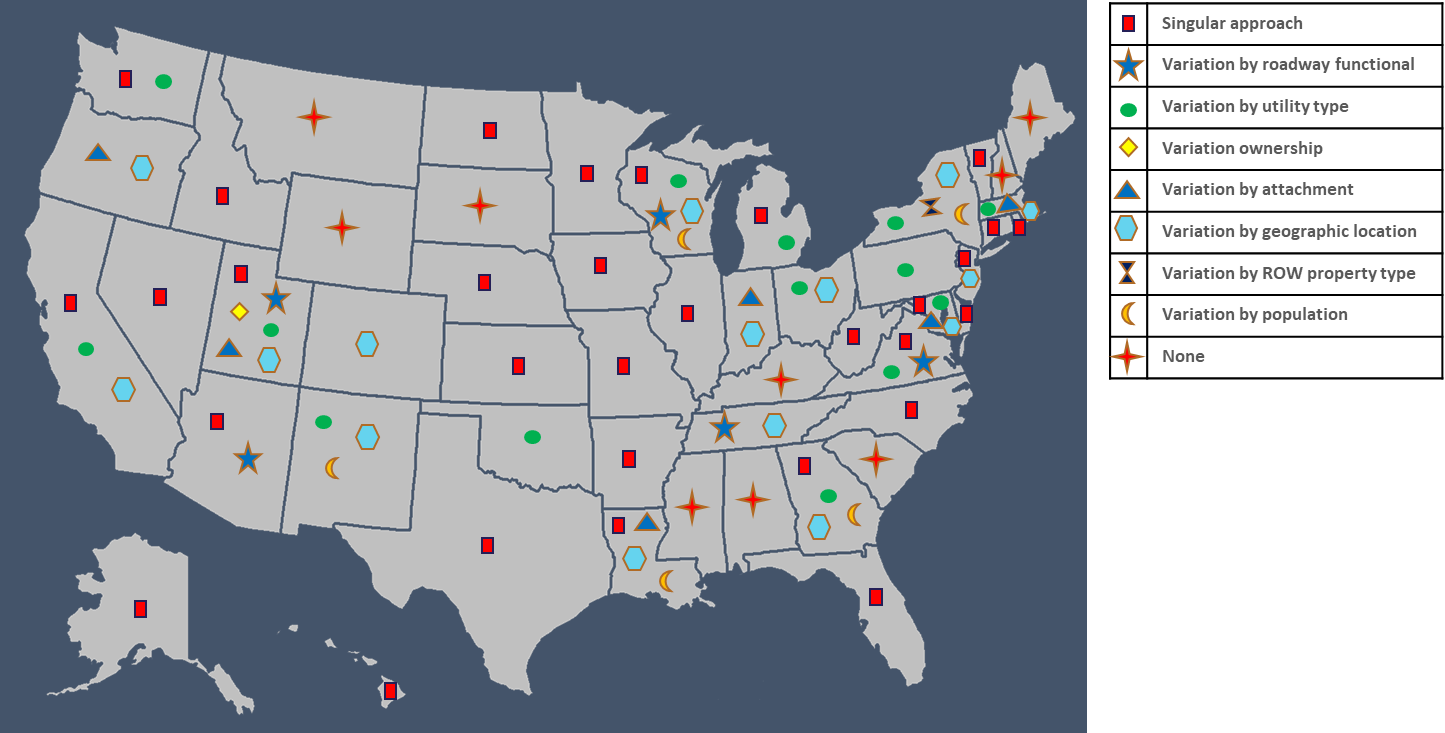 Singular approach
Variation by roadway functional
Variation by utility type
Variation ownership
Variation by attachment
Variation by geographic location
Variation by ROW property type
Variation by population
None